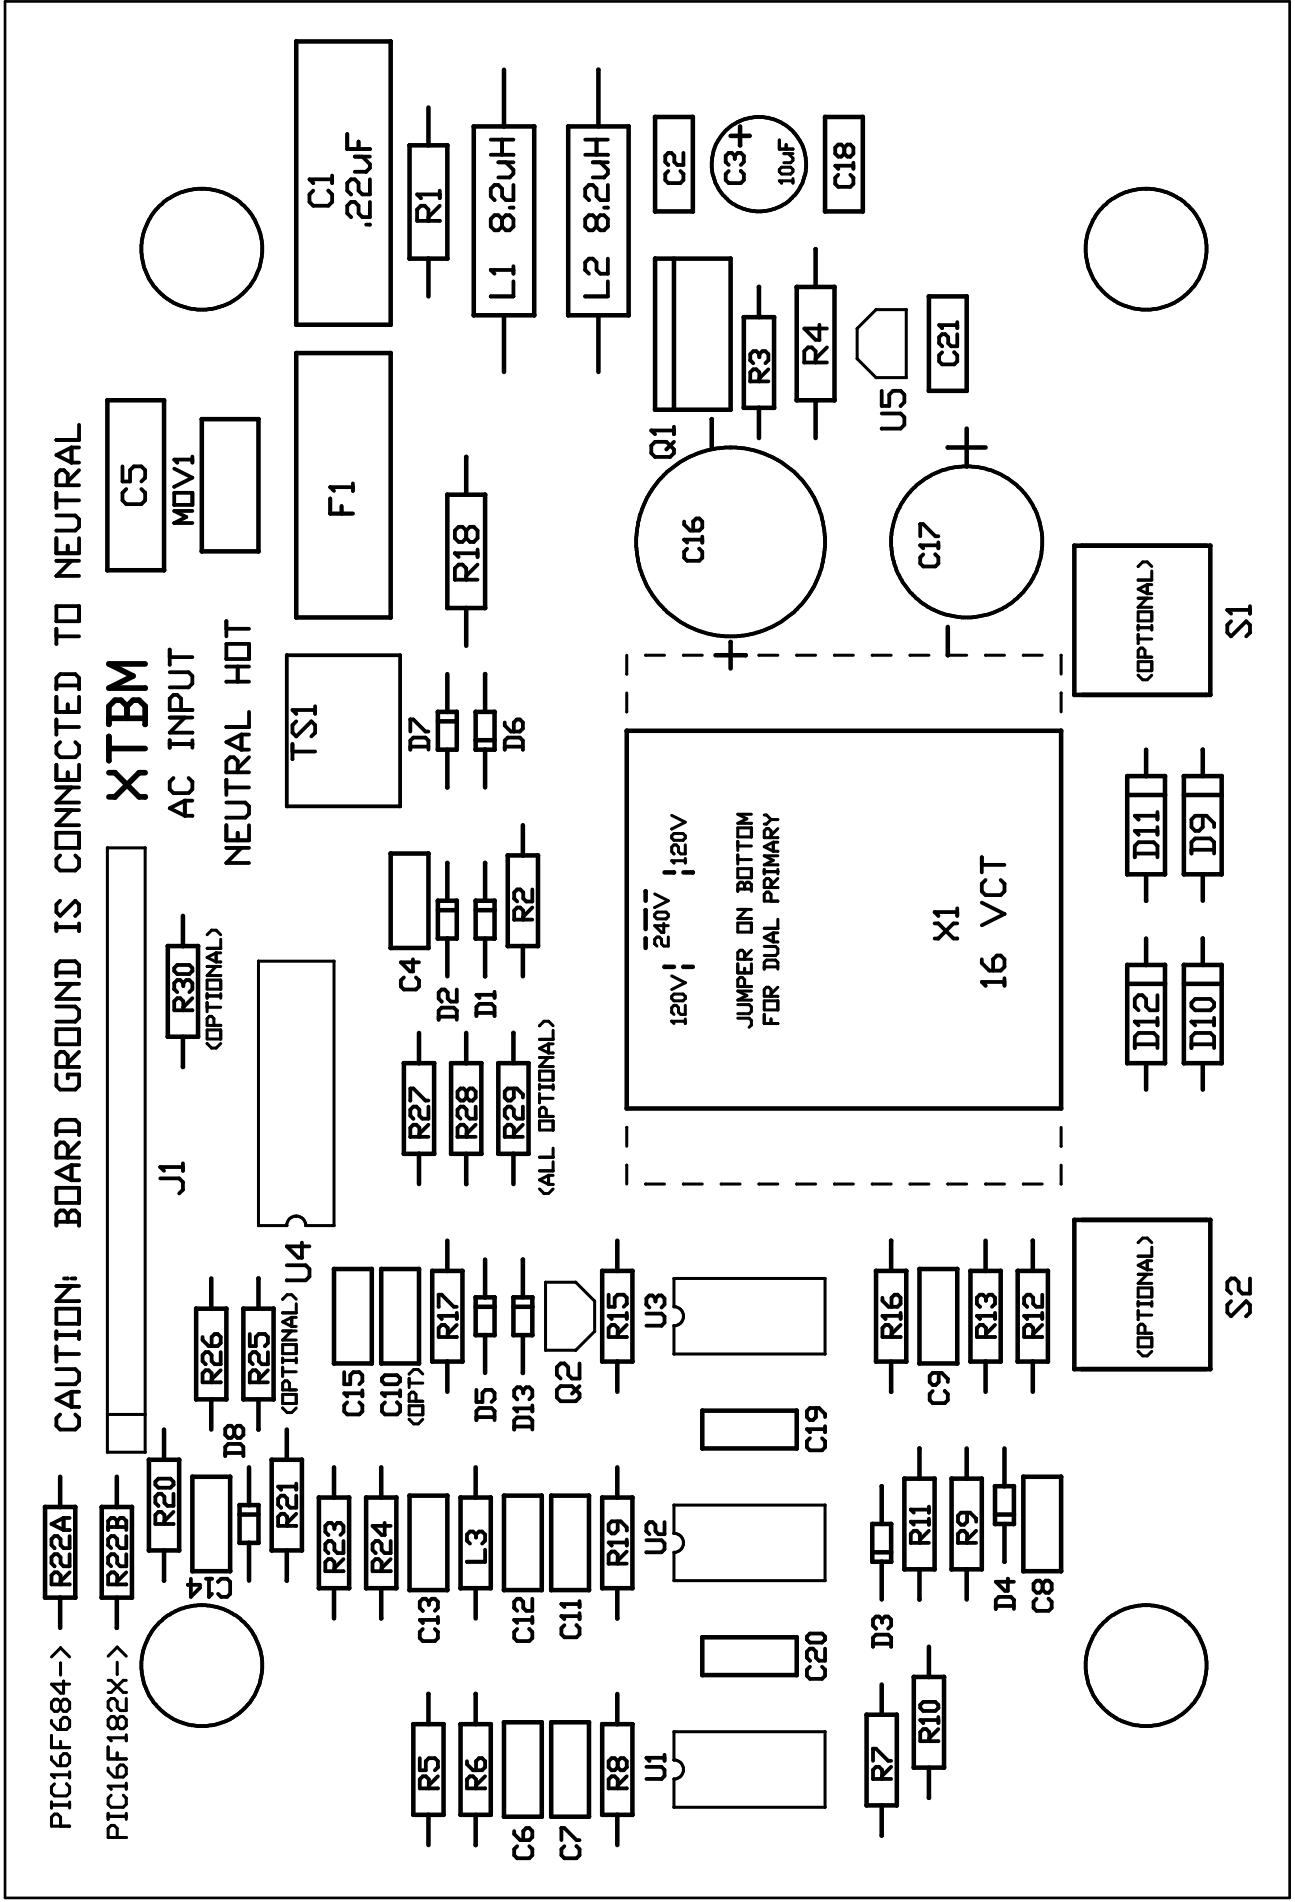 CAUTION: BOARD GROUND IS CONNECTED TO NEUTRAL
PIC16F684->
R22A
PIC16F182X->
R22B
XTBM
AC INPUT
NEUTRAL HOT
J1
C5
MOV1
R20
C14
D8
R21
R26
R25
(OPTIONAL)
U4
R30
(OPTIONAL)
TS1
F1
C1
.22uF
R1
L1 8.2uH
L2 8.2uH
R23
R24
C13
L3
C12
C11
R19
C15
C10
(OPT)
R17
D5
D13
Q2
R15
R27
R28
R29
(ALL OPTIONAL)
C4
D2
D1
R2
D7
D6
R18
R5
R6
C6
C7
R8
U1
C20
U2
C19
U3
120V
240V
120V
JUMPER ON BOTTOM
FOR DUAL PRIMARY
X1
16 VCT
C16
Q1
C2
C3+
10uF
C18
R3
R4
U5
C21
C17
R7
R10
D3
R11
R9
D4
C8
R16
C9
R13
R12
S2
(OPTIONAL)
D12
D10
D11
D9
(OPTIONAL)
S1